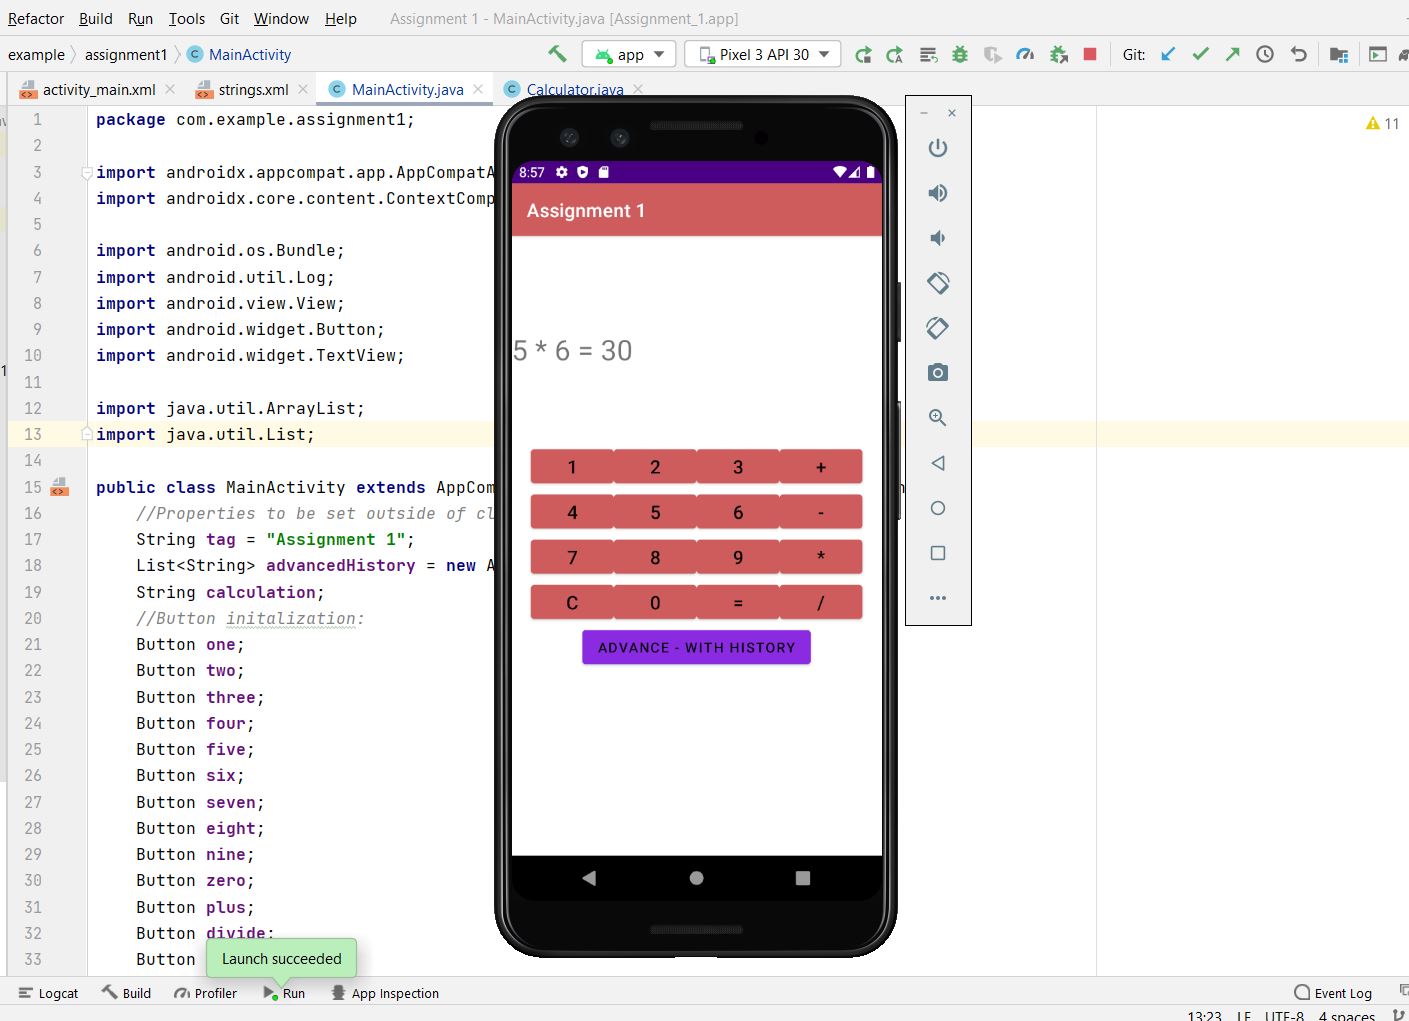 Refactor Build Run Tools Git Window Help Assignment 1 - MainActivity.java [Assignment_1.app]
example assignment1 C MainActivity app Pixel 3 API 30 Git:
activity_main.xml strings.xml C MainActivity.java C Calculator.java
11
1 package com.example.assignment1;
2
3 import androidx.appcompat.app.AppCompatA
4 import androidx.core.content.ContextComp
5
6 import android.os.Bundle;
7 import android.util.Log;
8 import android.view.View;
9 import android.widget.Button;
10 import android.widget.TextView;
11
12 import java.util.ArrayList;
13 import java.util.List;
14
15 public class MainActivity extends AppCom
16 //Properties to be set outside of cl
17 String tag = "Assignment 1";
18 List<String> advancedHistory = new A
19 String calculation;
20 //Button initalization:
21 Button one;
22 Button two;
23 Button three;
24 Button four;
25 Button five;
26 Button six;
27 Button seven;
28 Button eight;
29 Button nine;
30 Button zero;
31 Button plus;
32 Button divide;
33 Button
8:57
Assignment 1
5 * 6 = 30
1 2 3 +
4 5 6 -
7 8 9 *
C 0 = /
ADVANCE - WITH HISTORY
Launch succeeded
Logcat Build Profiler Run App Inspection Event Log
13:23 LF UTF-8 4 spaces